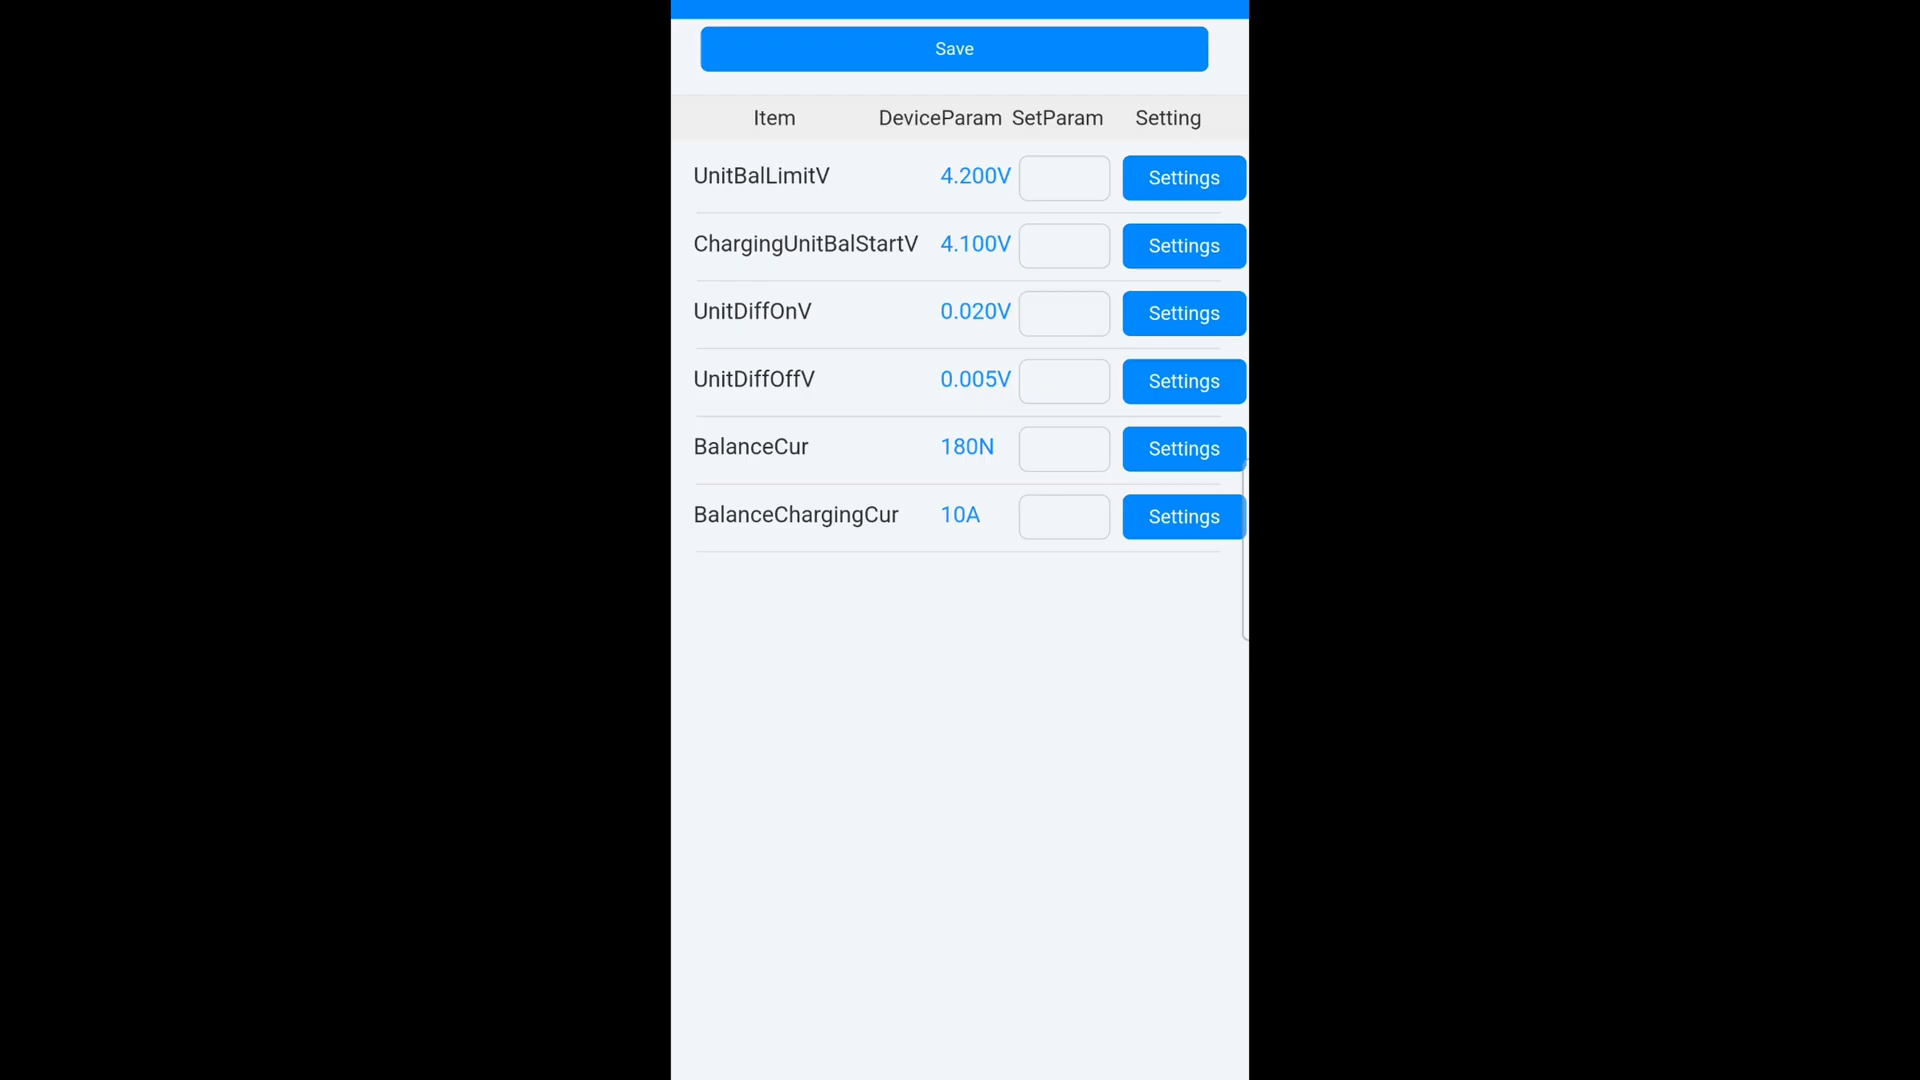 Save
Item DeviceParam SetParam Setting
UnitBalLimitV 4.200V Settings
ChargingUnitBalStartV 4.100V Settings
UnitDiffOnV 0.020V Settings
UnitDiffOffV 0.005V Settings
BalanceCur 180N Settings
BalanceChargingCur 10A Settings